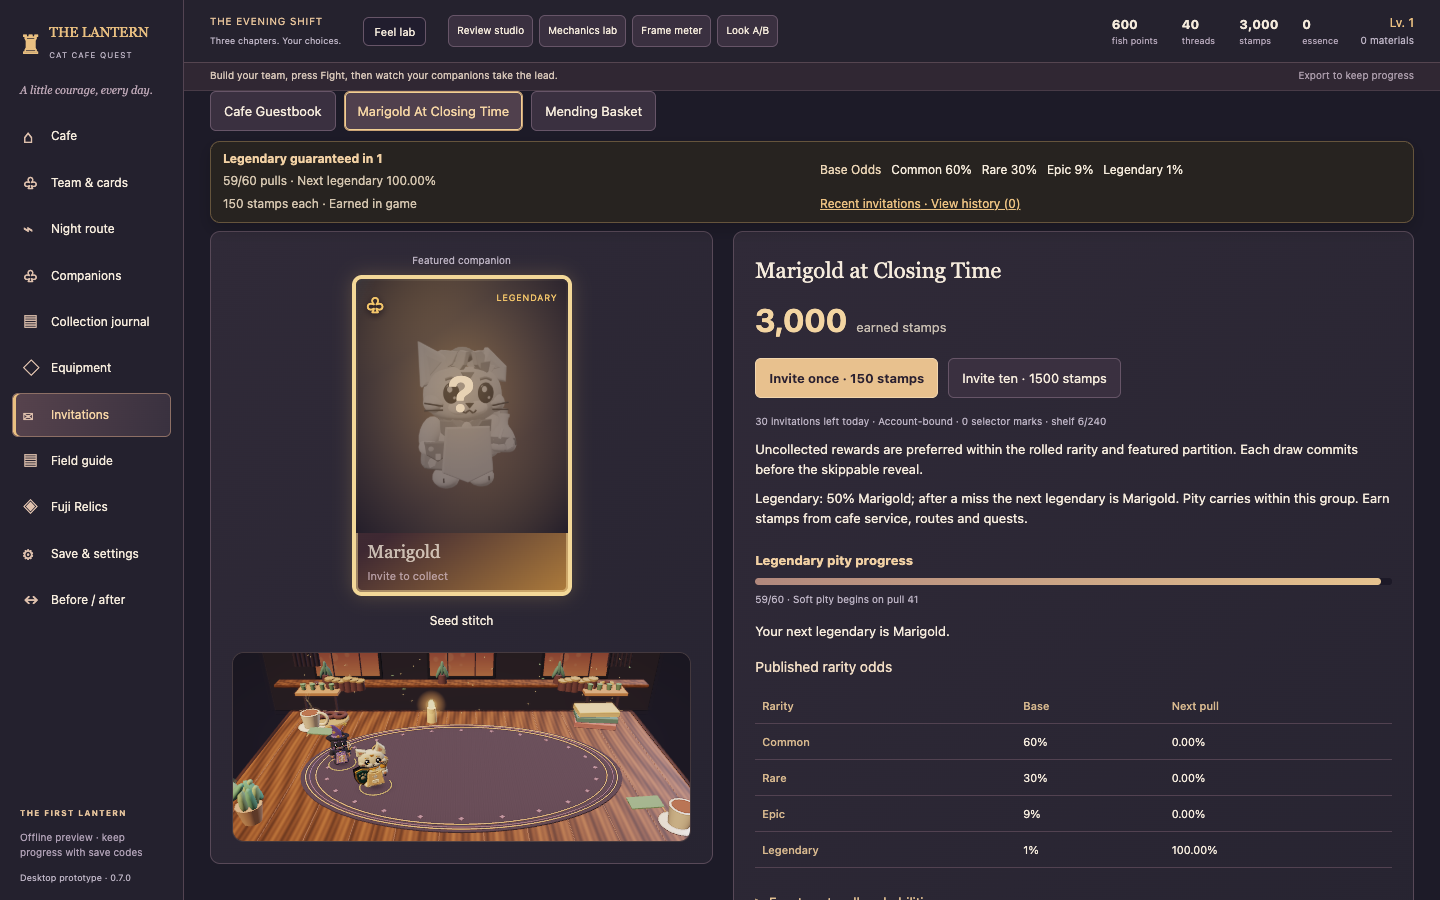 THE LANTERN
CAT CAFE QUEST
A little courage, every day.
Cafe
Team & cards
Night route
Companions
Collection journal
Equipment
Invitations
Field guide
Fuji Relics
Save & settings
Before / after
THE FIRST LANTERN
Offline preview · keep
progress with save codes
Desktop prototype · 0.7.0
THE EVENING SHIFT
Three chapters. Your choices.
Feel lab
Review studio
Mechanics lab
Frame meter
Look A/B
600
fish points
40
threads
3,000
stamps
0
essence
Lv. 1
0 materials
Build your team, press Fight, then watch your companions take the lead.
Export to keep progress
Cafe Guestbook
Marigold At Closing Time
Mending Basket
Legendary guaranteed in 1
59/60 pulls · Next legendary 100.00%
150 stamps each · Earned in game
Base Odds Common 60% Rare 30% Epic 9% Legendary 1%
Recent invitations · View history (0)
Featured companion
LEGENDARY
?
Marigold
Invite to collect
Seed stitch
Marigold at Closing Time
3,000 earned stamps
Invite once · 150 stamps
Invite ten · 1500 stamps
30 invitations left today · Account-bound · 0 selector marks · shelf 6/240
Uncollected rewards are preferred within the rolled rarity and featured partition. Each draw commits
before the skippable reveal.
Legendary: 50% Marigold; after a miss the next legendary is Marigold. Pity carries within this group. Earn
stamps from cafe service, routes and quests.
Legendary pity progress
59/60 · Soft pity begins on pull 41
Your next legendary is Marigold.
Published rarity odds
Rarity Base Next pull
Common 60% 0.00%
Rare 30% 0.00%
Epic 9% 0.00%
Legendary 1% 100.00%